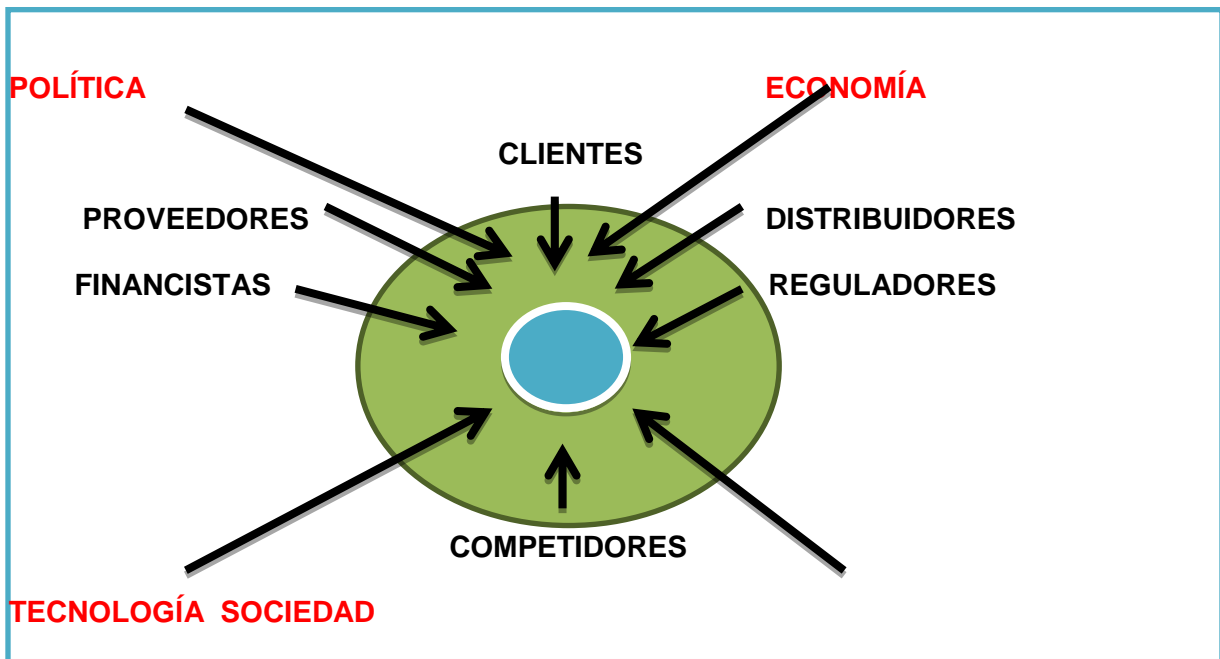 POLÍTICA ECONOMÍA
CLIENTES
PROVEEDORES DISTRIBUIDORES
FINANCISTAS REGULADORES
COMPETIDORES
TECNOLOGÍA SOCIEDAD